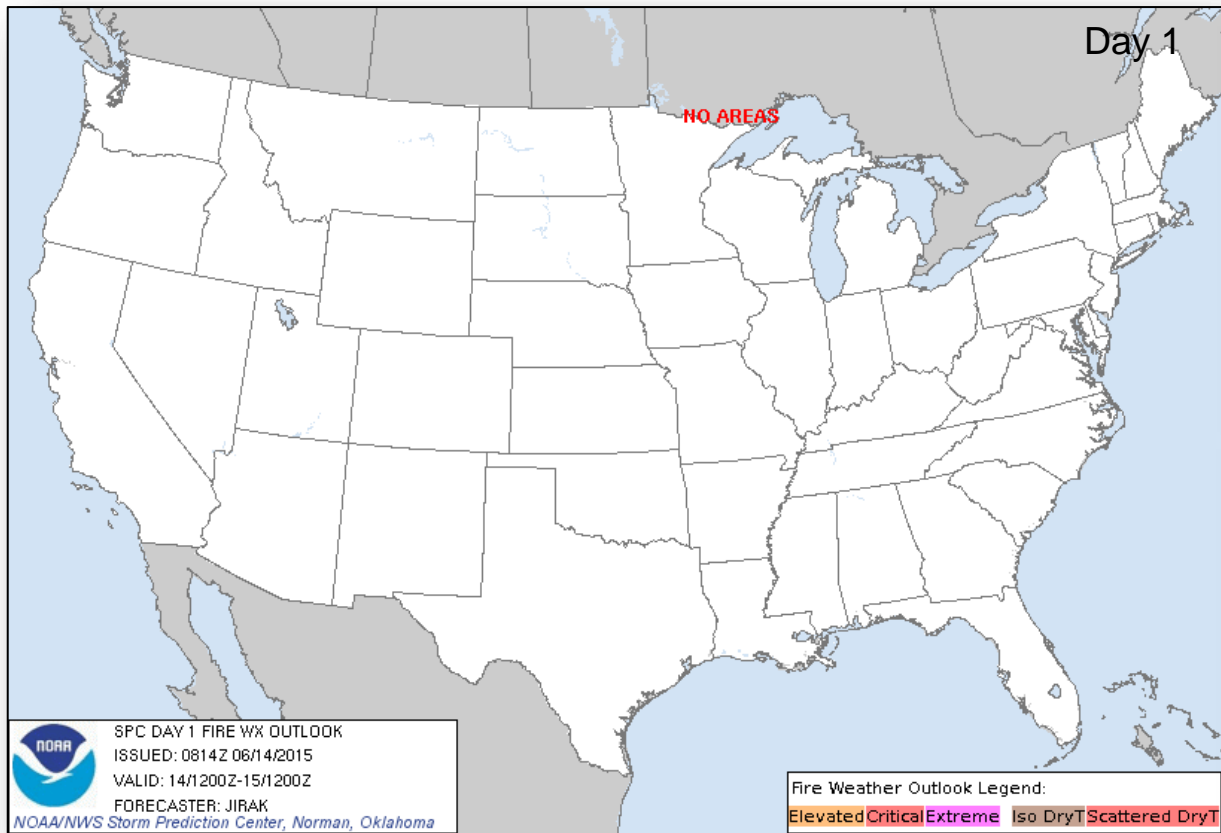 Day 1
NO AREAS
NOAA
SPC DAY 1 FIRE WX OUTLOOK
ISSUED: 0814Z 06/14/2015
VALID: 14/1200Z-15/1200Z
FORECASTER: JIRAK
NOAA/NWS Storm Prediction Center, Norman, Oklahoma
Fire Weather Outlook Legend:
Elevated Critical Extreme Iso DryT Scattered DryT